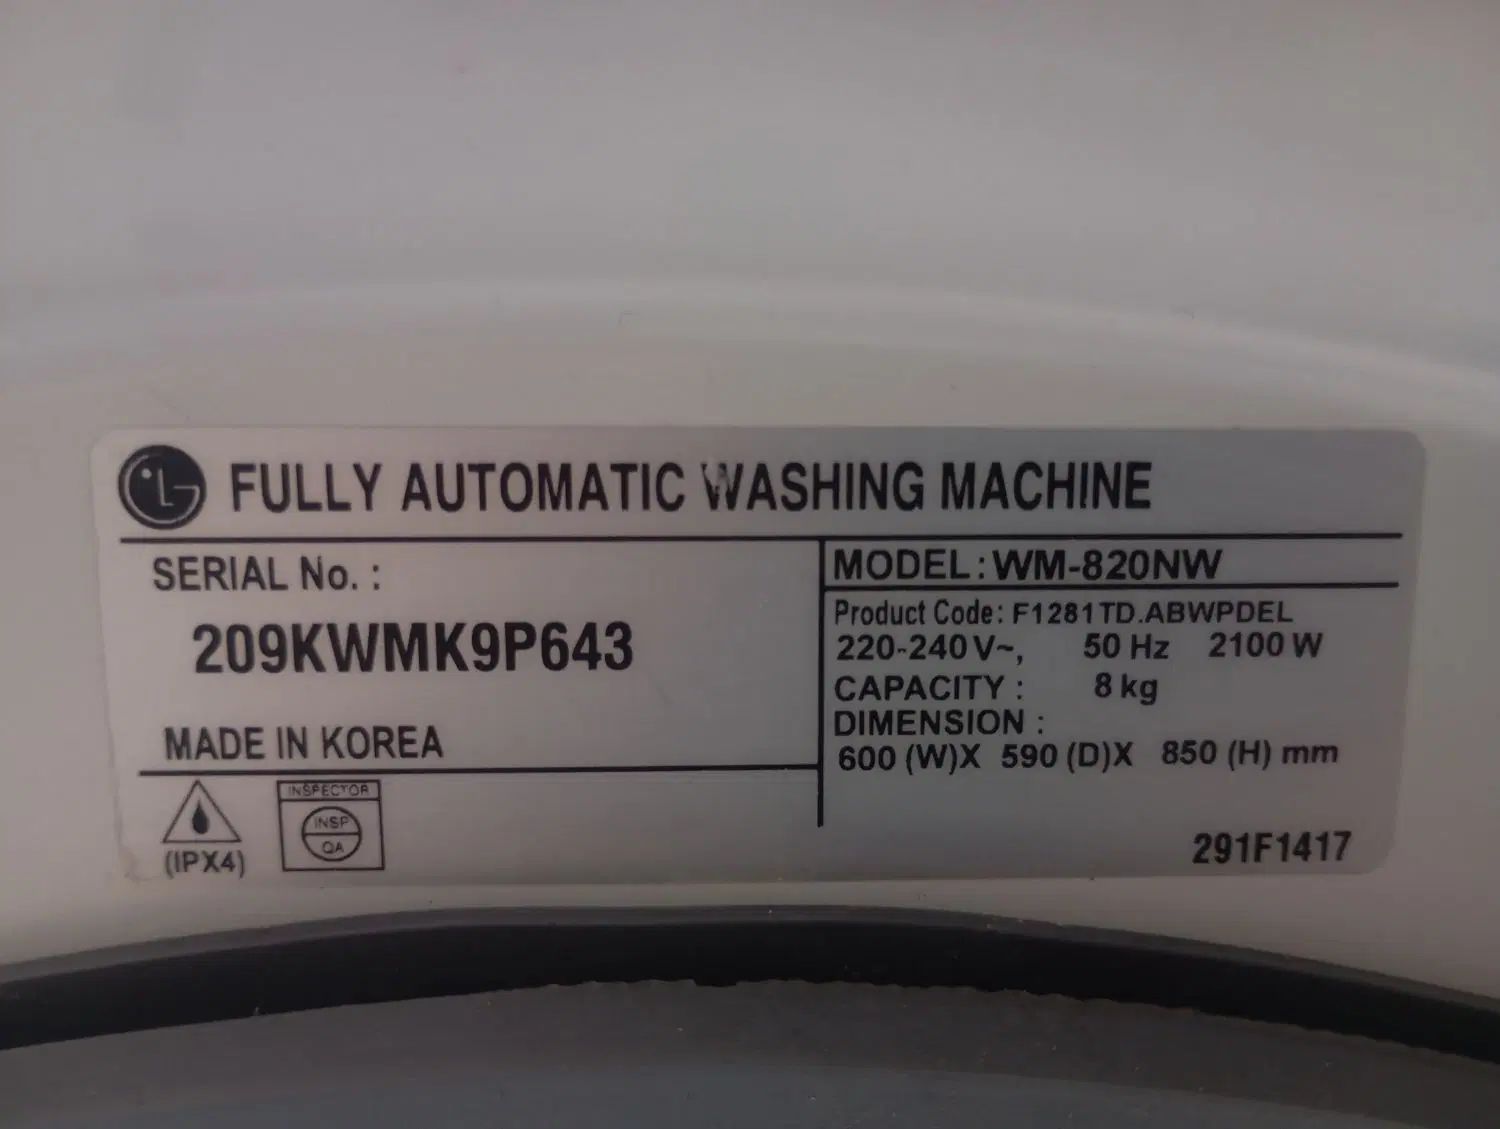 LG FULLY AUTOMATIC WASHING MACHINE
SERIAL No. :
209KWMK9P643
MADE IN KOREA
(IPX4)
INSPECTOR
INSP
QA
MODEL : WM-820NW
Product Code: F1281TD.ABWPDEL
220-240 V~, 50 Hz 2100 W
CAPACITY : 8 kg
DIMENSION :
600 (W)X 590 (D)X 850 (H) mm
291F1417